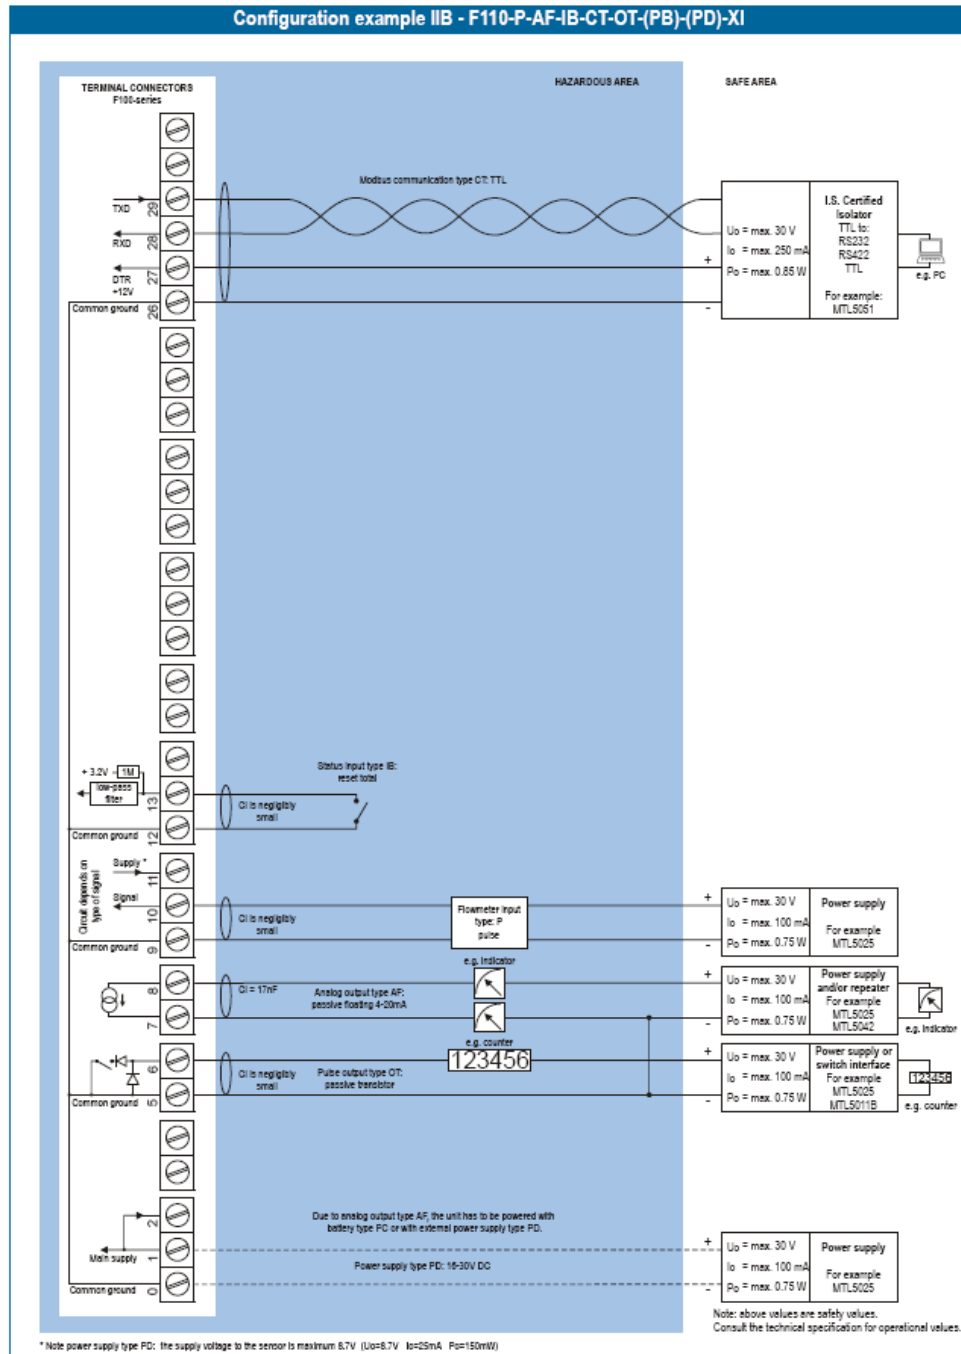 Configuration example IIB - F110-P-AF-IB-CT-OT-(PB)-(PD)-XI
TERMINAL CONNECTORS
F100-series
HAZARDOUS AREA
SAFE AREA
Modbus communication type CT: TTL
TXD
29
RXD
28
DTR
+12V
27
Common ground
26
+
-
Uo = max. 30 V
Io = max. 250 mA
Po = max. 0.85 W
I.S. Certified
Isolator
TTL to:
RS232
RS422
TTL
For example:
MTL5051
e.g. PC
+ 3.2V
1M
low-pass
filter
13
Common ground
12
Status input type IB:
reset total
Ci is negligibly
small
Circuit depends on
type of signal
Supply *
11
Signal
10
Common ground
9
Ci is negligibly
small
Flowmeter input
type: P
pulse
+
-
Uo = max. 30 V
Io = max. 100 mA
Po = max. 0.75 W
Power supply
For example
MTL5025
8
7
Ci = 17nF
Analog output type AF:
passive floating 4-20mA
e.g. indicator
+
-
Uo = max. 30 V
Io = max. 100 mA
Po = max. 0.75 W
Power supply
and/or repeater
For example
MTL5025
MTL5042
e.g. indicator
6
Common ground
5
Ci is negligibly
small
Pulse output type OT:
passive transistor
e.g. counter
123456
+
-
Uo = max. 30 V
Io = max. 100 mA
Po = max. 0.75 W
Power supply or
switch interface
For example
MTL5025
MTL5011B
123456
e.g. counter
2
Main supply
1
Common ground
0
Due to analog output type AF, the unit has to be powered with
battery type PC or with external power supply type PD.
Power supply type PD: 16-30V DC
+
-
Uo = max. 30 V
Io = max. 100 mA
Po = max. 0.75 W
Power supply
For example
MTL5025
Note: above values are safety values.
Consult the technical specification for operational values.
* Note power supply type PD: the supply voltage to the sensor is maximum 8.7V (Uo=8.7V Io=25mA Po=150mW)